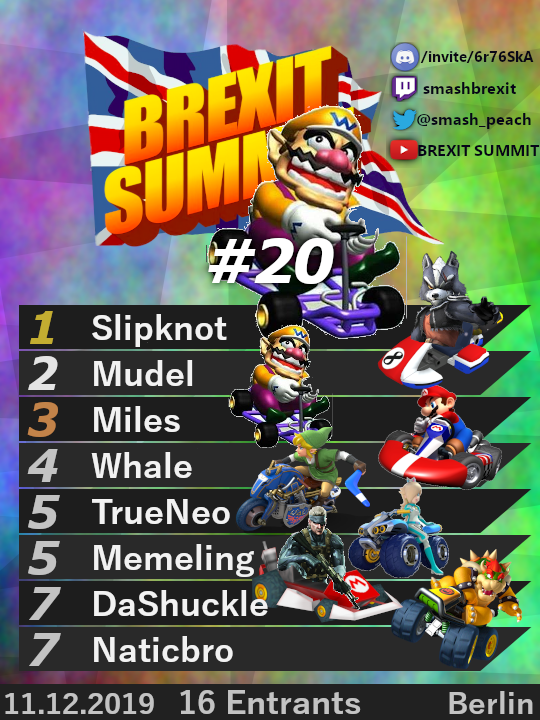 BREXIT
SUMM
#20
/invite/6r76SkA
smashbrexit
@smash_peach
BREXIT SUMMIT
1 Slipknot
2 Mudel
3 Miles
4 Whale
5 TrueNeo
5 Memeling
7 DaShuckle
7 Naticbro
11.12.2019 16 Entrants Berlin